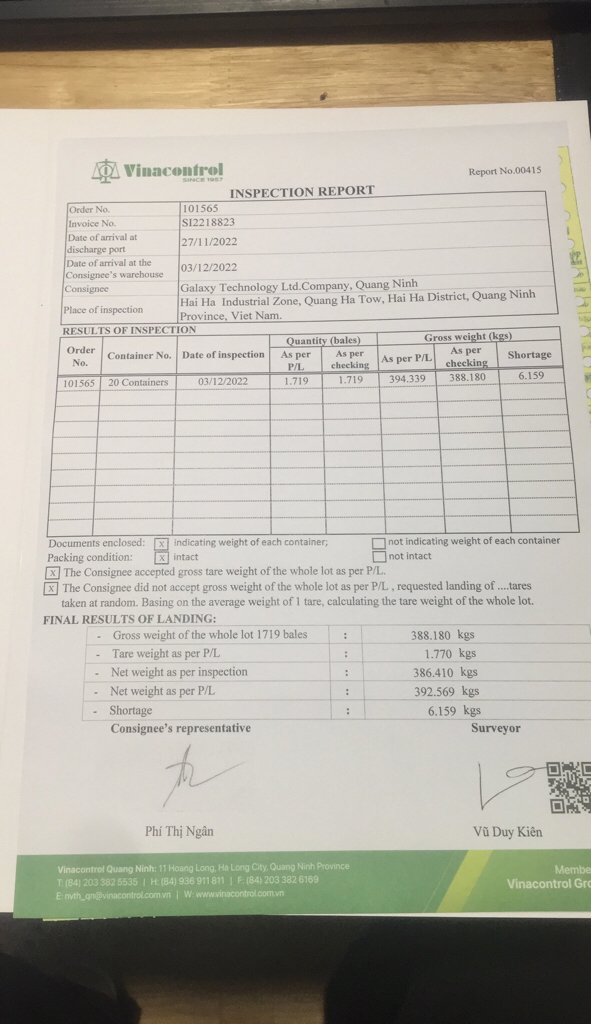 Vinacontrol
SINCE 1957
Report No.00415
INSPECTION REPORT
Order No. 101565
Invoice No. SI2218823
Date of arrival at discharge port 27/11/2022
Date of arrival at the Consignee's warehouse 03/12/2022
Consignee Galaxy Technology Ltd.Company, Quang Ninh
Place of inspection Hai Ha Industrial Zone, Quang Ha Tow, Hai Ha District, Quang Ninh
Province, Viet Nam.
RESULTS OF INSPECTION
Order No. Container No. Date of inspection Quantity (bales) Gross weight (kgs)
As per P/L As per checking As per P/L As per checking Shortage
101565 20 Containers 03/12/2022 1.719 1.719 394.339 388.180 6.159
Documents enclosed: x indicating weight of each container; not indicating weight of each container
Packing condition: x intact not intact
x The Consignee accepted gross tare weight of the whole lot as per P/L.
x The Consignee did not accept gross weight of the whole lot as per P/L , requested landing of ....tares
taken at random. Basing on the average weight of 1 tare, calculating the tare weight of the whole lot.
FINAL RESULTS OF LANDING:
- Gross weight of the whole lot 1719 bales : 388.180 kgs
- Tare weight as per P/L : 1.770 kgs
- Net weight as per inspection : 386.410 kgs
- Net weight as per P/L : 392.569 kgs
- Shortage : 6.159 kgs
Consignee's representative Surveyor
Phí Thị Ngân Vũ Duy Kiên
Vinacontrol Quang Ninh: 11 Hoang Long, Ha Long City, Quang Ninh Province
T: (84) 203 382 5535 | H: (84) 936 911 811 | F: (84) 203 382 6169
E: nvth_qn@vinacontrol.com.vn | W: www.vinacontrol.com.vn
Membe
Vinacontrol Gro